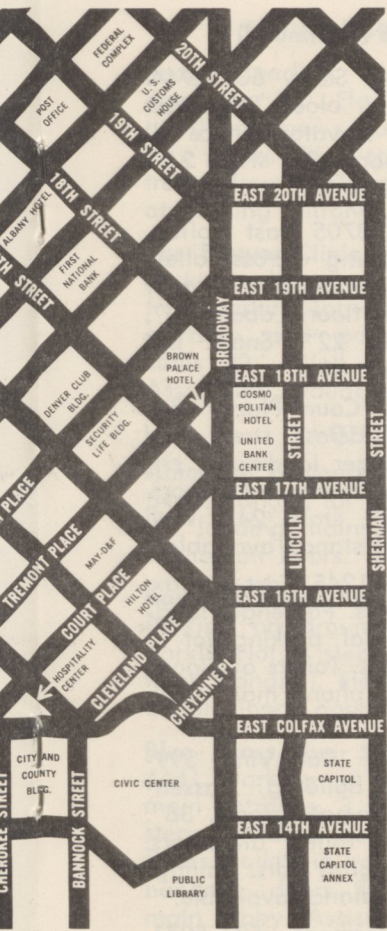 FEDERAL
COMPLEX
U. S.
CUSTOMS
HOUSE
20TH STREET
POST
OFFICE
19TH STREET
ALBANY HOTEL
18TH STREET
EAST 20TH AVENUE
FIRST
NATIONAL
BANK
STREET
EAST 19TH AVENUE
BROADWAY
BROWN
PALACE
HOTEL
EAST 18TH AVENUE
DENVER CLUB
BLDG.
SECURITY
LIFE BLDG.
COSMO
POLITAN
HOTEL
UNITED
BANK
CENTER
LINCOLN STREET
SHERMAN STREET
EAST 17TH AVENUE
PLACE
TREMONT PLACE
MAY-D&F
COURT PLACE
HILTON
HOTEL
EAST 16TH AVENUE
HOSPITALITY
CENTER
CLEVELAND PLACE
CHEYENNE PL.
EAST COLFAX AVENUE
CITY AND
COUNTY
BLDG.
CIVIC CENTER
STATE
CAPITOL
CHEROKEE STREET
BANNOCK STREET
EAST 14TH AVENUE
PUBLIC
LIBRARY
STATE
CAPITOL
ANNEX